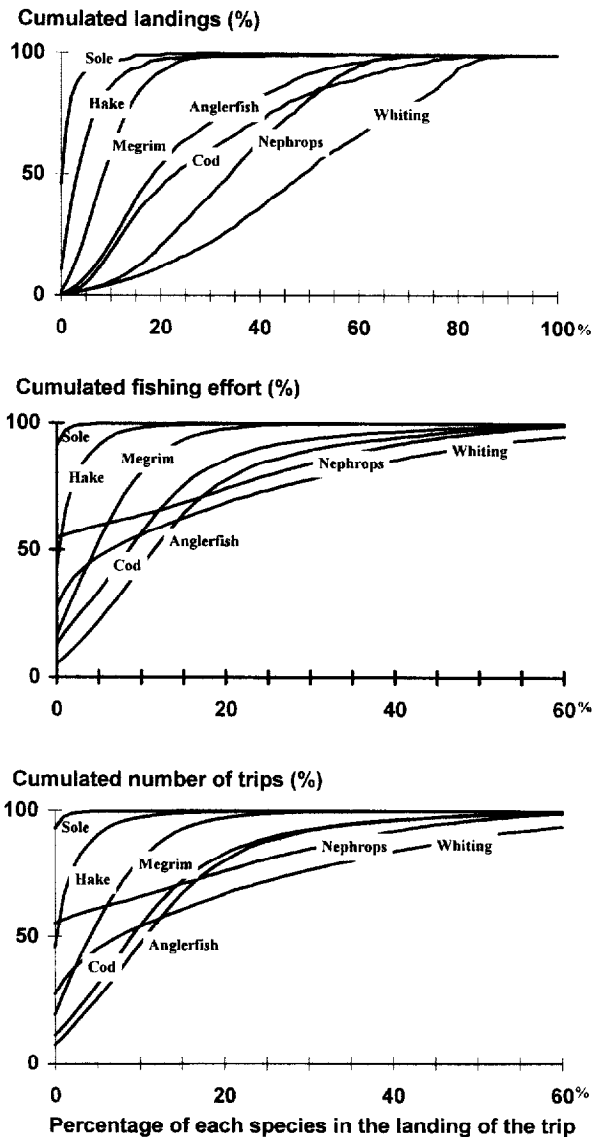 Cumulated landings (%)
100
Sole
Hake
Anglerfish
Whiting
Megrim
Nephrops
Cod
50
0
0 20 40 60 80 100%
Cumulated fishing effort (%)
100
Sole
Megrim
Nephrops
Whiting
Hake
50
Anglerfish
Cod
0
0 20 40 60%
Cumulated number of trips (%)
100
Sole
Nephrops
Whiting
Megrim
Hake
50
Anglerfish
Cod
0
0 20 40 60%
Percentage of each species in the landing of the trip